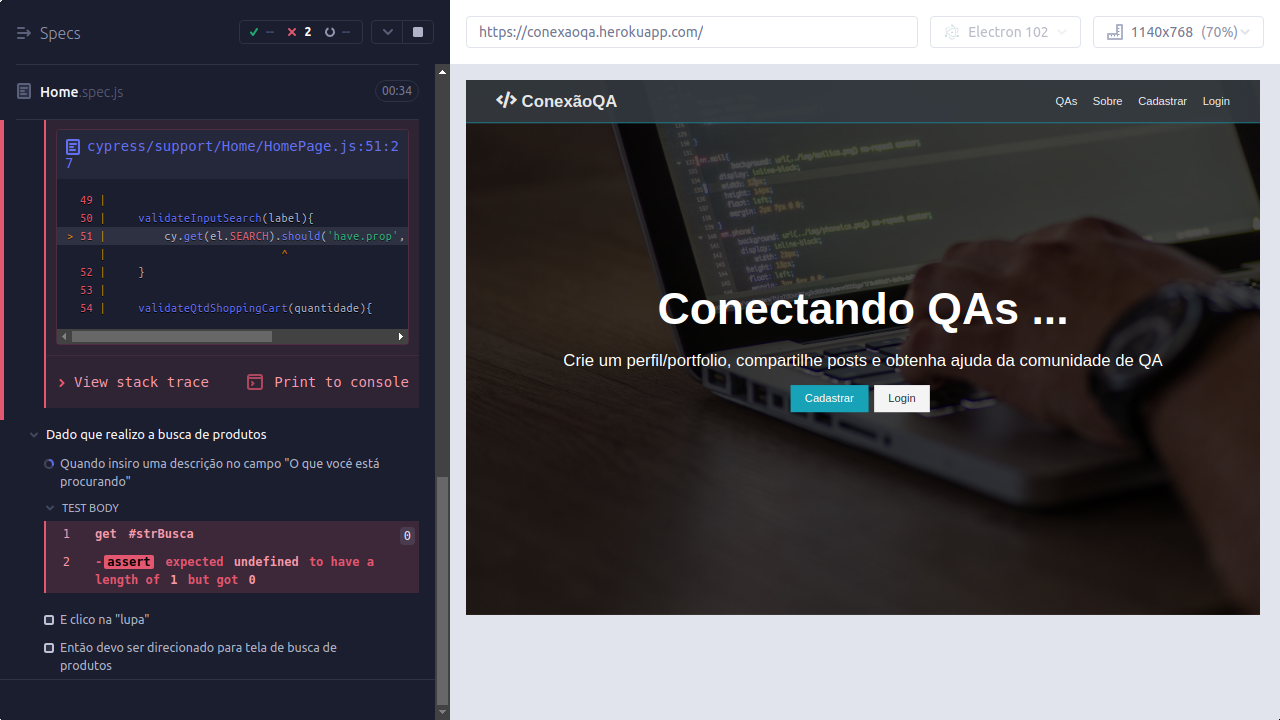 Specs
-- 2 --
Home.spec.js
00:34
cypress/support/Home/HomePage.js:51:2
7
49 |
50 | validateInputSearch(label){
> 51 | cy.get(el.SEARCH).should('have.prop',
| ^
52 | }
53 |
54 | validateQtdShoppingCart(quantidade){
View stack trace
Print to console
Dado que realizo a busca de produtos
Quando insiro uma descrição no campo "O que vocé está
procurando"
TEST BODY
1 get #strBusca 0
2 -assert expected undefined to have a
length of 1 but got 0
E clico na "lupa"
Então devo ser direcionado para tela de busca de
produtos
https://conexaoqa.herokuapp.com/
Electron 102
1140x768 (70%)
ConexãoQA
QAs Sobre Cadastrar Login
Conectando QAs ...
Crie um perfil/portfolio, compartilhe posts e obtenha ajuda da comunidade de QA
Cadastrar Login